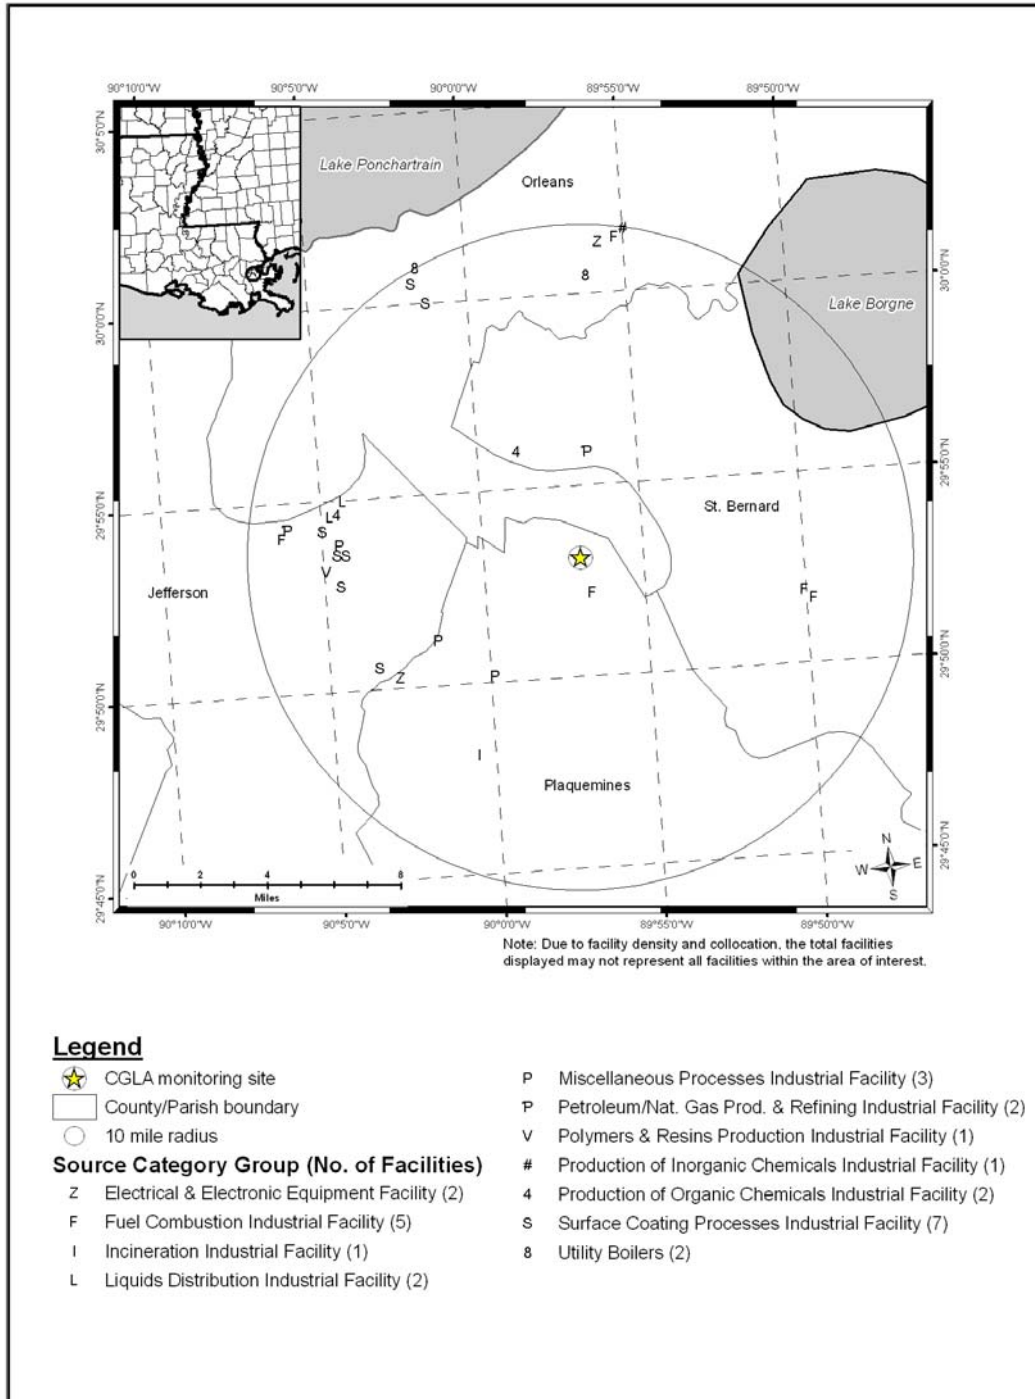 90°10'0"W 90°5'0"W 90°0'0"W 89°55'0"W 89°50'0"W
30°5'0"N
Lake Ponchartrain
Orleans
Z F #
8 8
S
S
30°0'0"N
30°0'0"N
Lake Borgne
4 P
29°55'0"N
St. Bernard
L
29°55'0"N
L 4
F P S
P
S S
V
S
Jefferson
F
F F
P
29°50'0"N
S Z P
29°50'0"N
I
Plaquemines
29°45'0"N
N
W E
S
0 2 4 6 8
Miles
29°45'0"N
90°10'0"W 90°5'0"W 90°0'0"W 89°55'0"W 89°50'0"W
Note: Due to facility density and collocation, the total facilities
displayed may not represent all facilities within the area of interest.
Legend
CGLA monitoring site
County/Parish boundary
10 mile radius
Source Category Group (No. of Facilities)
Z Electrical & Electronic Equipment Facility (2)
F Fuel Combustion Industrial Facility (5)
I Incineration Industrial Facility (1)
L Liquids Distribution Industrial Facility (2)
P Miscellaneous Processes Industrial Facility (3)
P Petroleum/Nat. Gas Prod. & Refining Industrial Facility (2)
V Polymers & Resins Production Industrial Facility (1)
# Production of Inorganic Chemicals Industrial Facility (1)
4 Production of Organic Chemicals Industrial Facility (2)
S Surface Coating Processes Industrial Facility (7)
8 Utility Boilers (2)